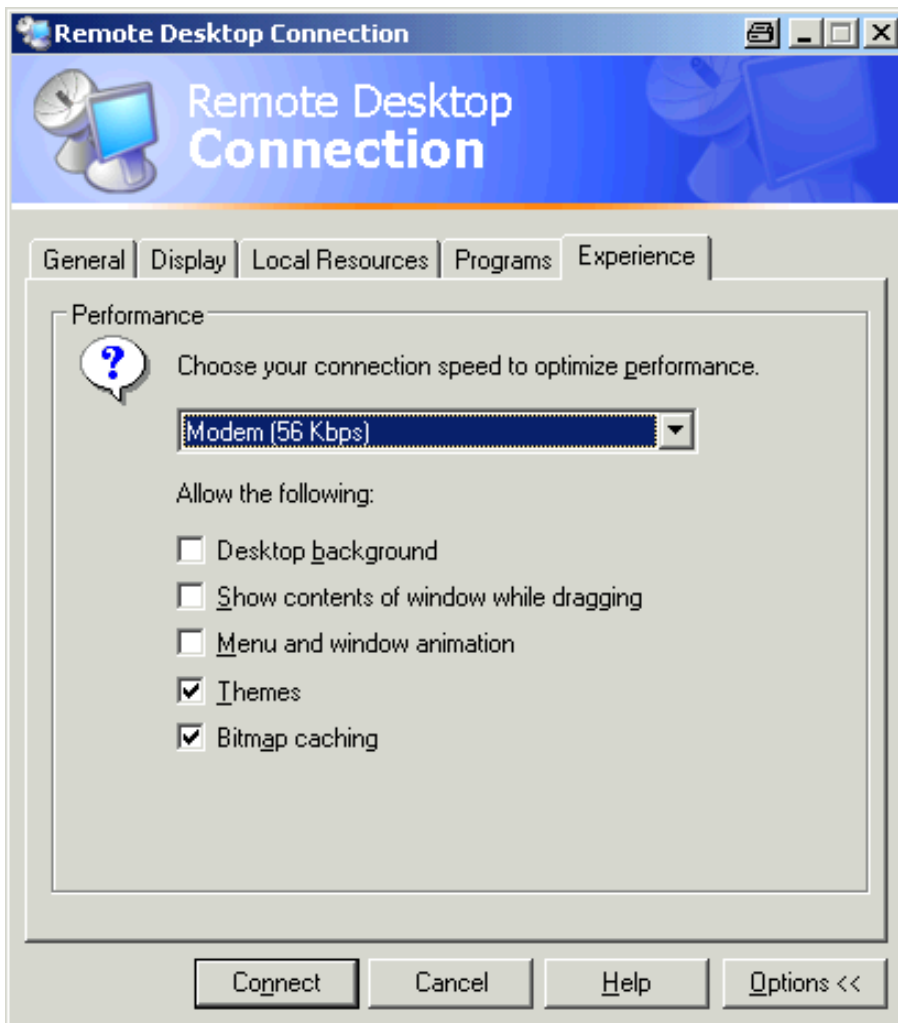 Remote Desktop Connection
Remote Desktop
Connection
General Display Local Resources Programs Experience
Performance
?
Choose your connection speed to optimize performance.
Modem (56 Kbps)
Allow the following:
Desktop background
Show contents of window while dragging
Menu and window animation
Themes
Bitmap caching
Connect Cancel Help Options <<